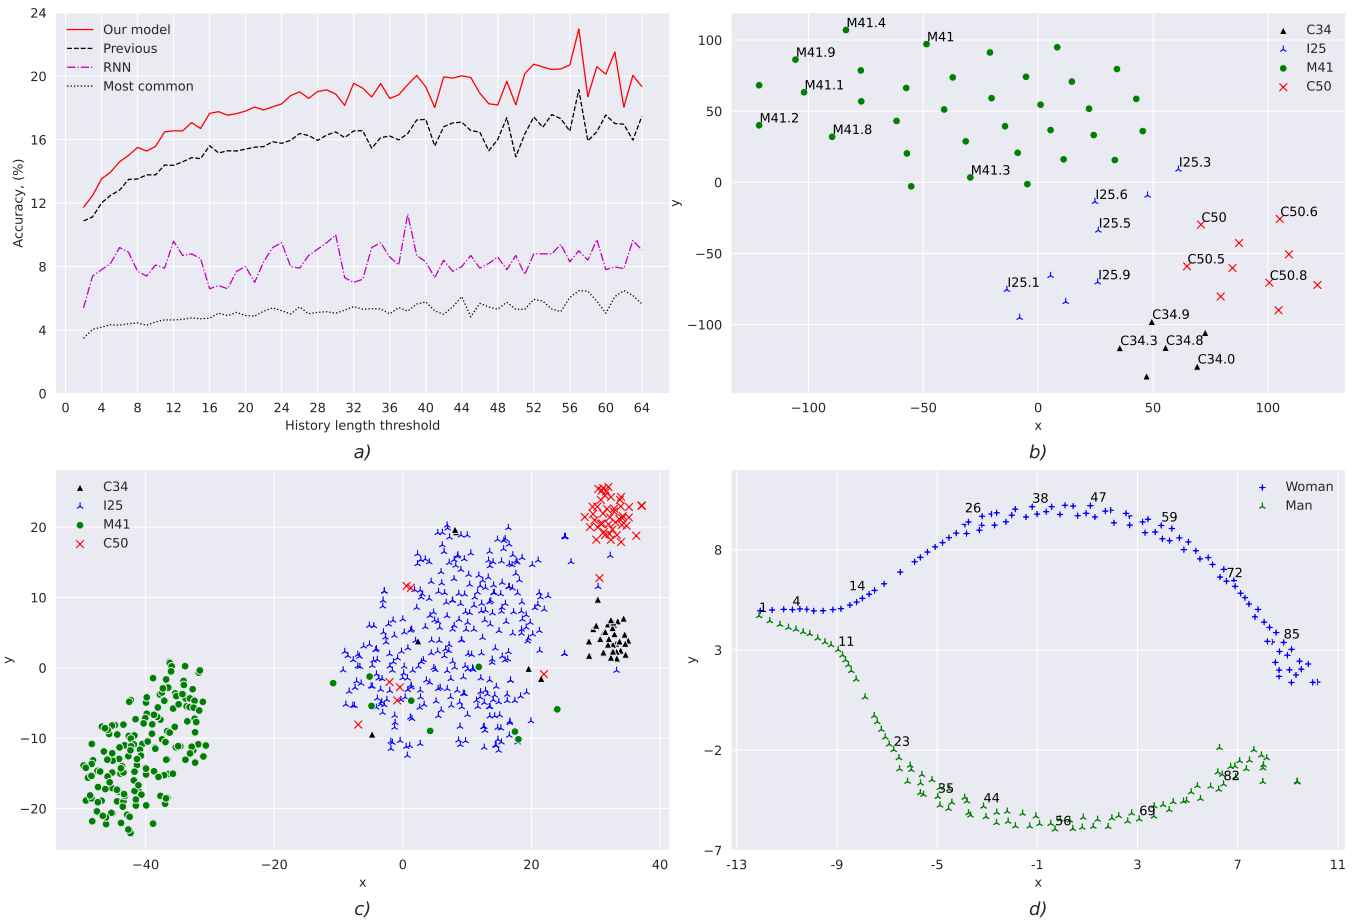 24
20
16
12
8
4
0
Accuracy, (%)
Our model
Previous
RNN
Most common
0 4 8 12 16 20 24 28 32 36 40 44 48 52 56 60 64
History length threshold
a)
100
50
0
−50
−100
y
M41.4
M41
M41.9
M41.1
M41.2
M41.8
M41.3
I25.3
I25.6
I25.5
I25.1
I25.9
C50
C50.6
C50.5
C50.8
C34.9
C34.3
C34.8
C34.0
C34
I25
M41
C50
−100 −50 0 50 100
x
b)
20
10
0
−10
−20
y
C34
I25
M41
C50
−40 −20 0 20 40
x
c)
8
3
−2
−7
y
Woman
Man
1
4
14
26
38
47
59
72
85
11
23
35
44
56
69
82
-13 -9 -5 -1 3 7 11
x
d)